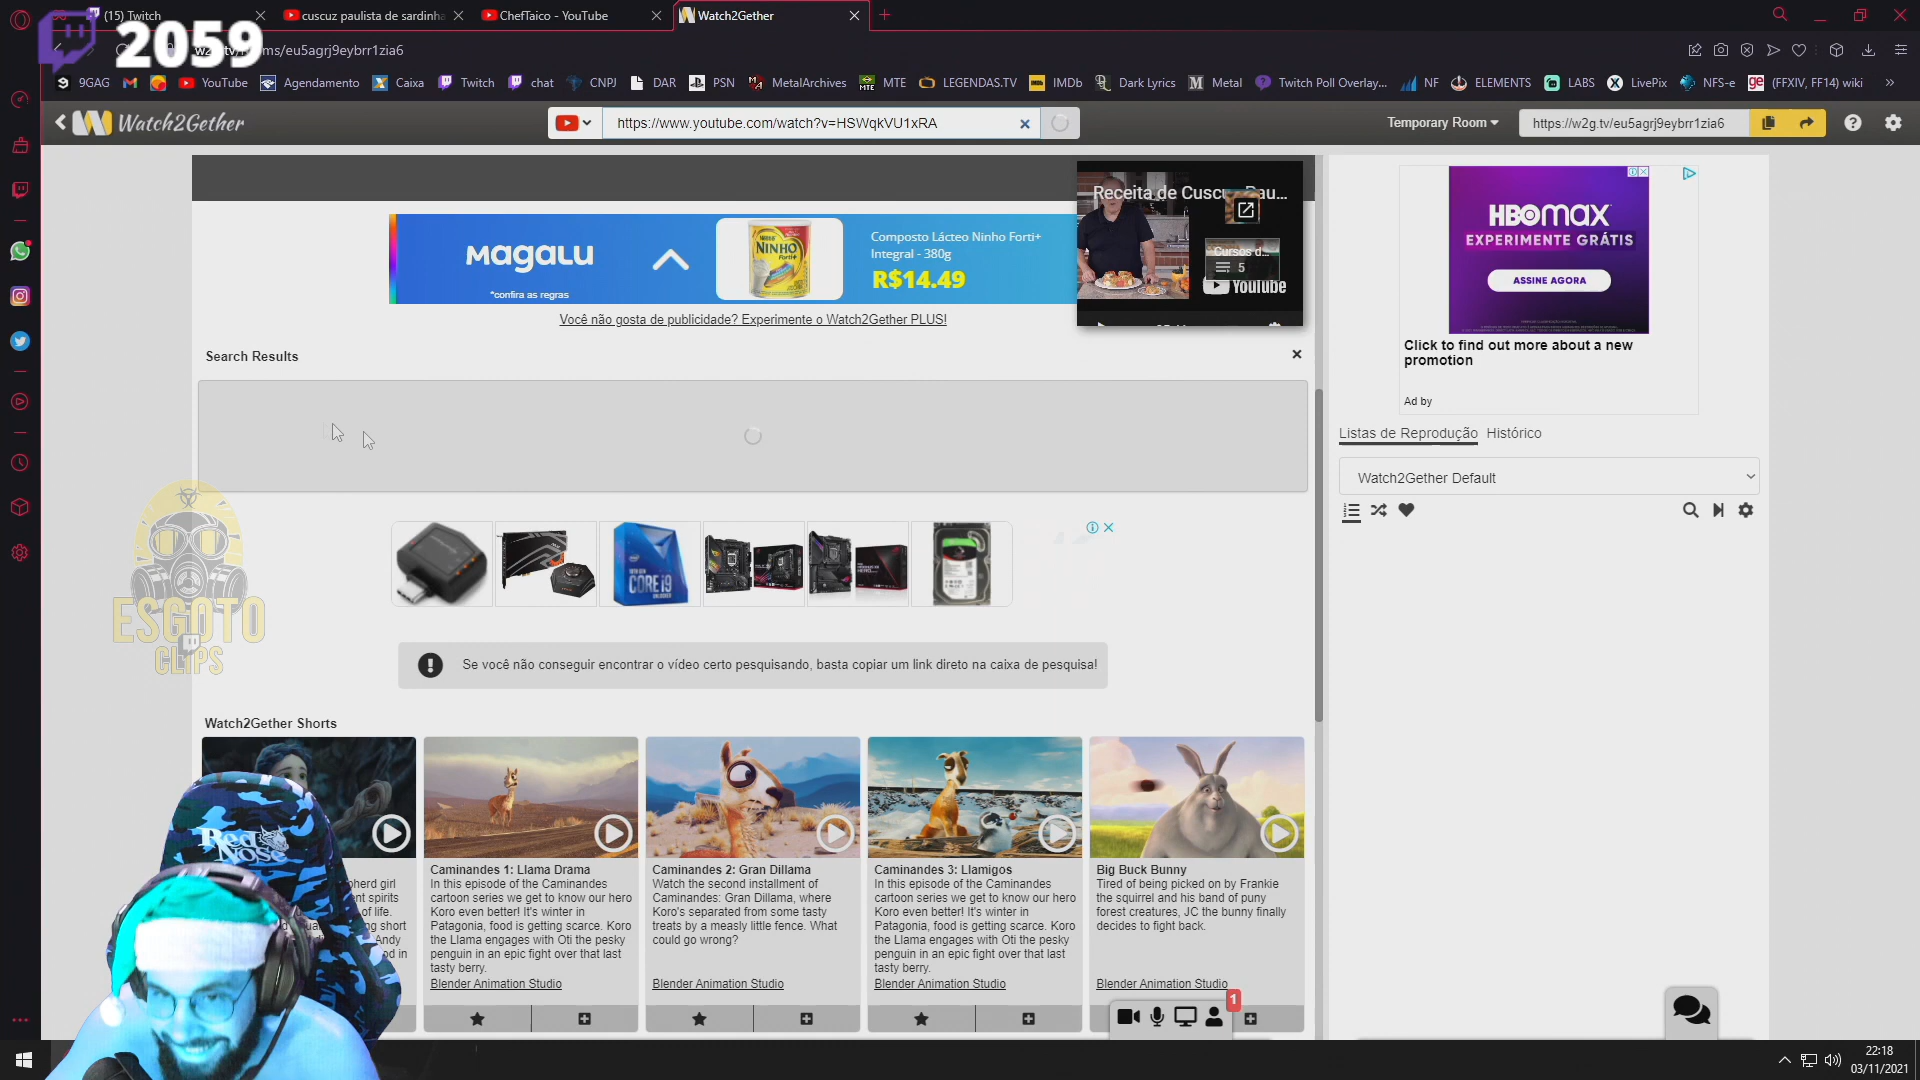 (15) Twitch
cuscuz paulista de sardinha
ChefTaico - YouTube
Watch2Gether
2059
ms/eu5agrj9eybrr1zia6
9GAG
YouTube
Agendamento
Caixa
Twitch
chat
CNPJ
DAR
PSN
MetalArchives
MTE
LEGENDAS.TV
IMDb
Dark Lyrics
Metal
Twitch Poll Overlay...
NF
ELEMENTS
LABS
LivePix
NFS-e
(FFXIV, FF14) wiki
Watch2Gether
https://www.youtube.com/watch?v=HSWqkVU1xRA
Temporary Room
https://w2g.tv/eu5agrj9eybrr1zia6
MAGALU
*confira as regras
NINHO
Forti+
Composto Lácteo Ninho Forti+
Integral - 380g
R$14.49
Cursos d...
5
YouTube
HBOMAX
EXPERIMENTE GRÁTIS
ASSINE AGORA
Click to find out more about a new
promotion
Ad by
Você não gosta de publicidade? Experimente o Watch2Gether PLUS!
Search Results
Listas de Reprodução
Histórico
Watch2Gether Default
CORE i9
ESGOTO
CLIPS
Se você não conseguir encontrar o vídeo certo pesquisando, basta copiar um link direto na caixa de pesquisa!
Watch2Gether Shorts
Caminandes 1: Llama Drama
In this episode of the Caminandes
cartoon series we get to know our hero
Koro even better! It's winter in
Patagonia, food is getting scarce. Koro
the Llama engages with Oti the pesky
penguin in an epic fight over that last
tasty berry.
Blender Animation Studio
Caminandes 2: Gran Dillama
Watch the second installment of
Caminandes: Gran Dillama, where
Koro's separated from some tasty
treats by a measly little fence. What
could go wrong?
Blender Animation Studio
Caminandes 3: Llamigos
In this episode of the Caminandes
cartoon series we get to know our hero
Koro even better! It's winter in
Patagonia, food is getting scarce. Koro
the Llama engages with Oti the pesky
penguin in an epic fight over that last
tasty berry.
Blender Animation Studio
Big Buck Bunny
Tired of being picked on by Frankie
the squirrel and his band of puny
forest creatures, JC the bunny finally
decides to fight back.
Blender Animation Studio
Red
Nose
1
22:18
03/11/2021